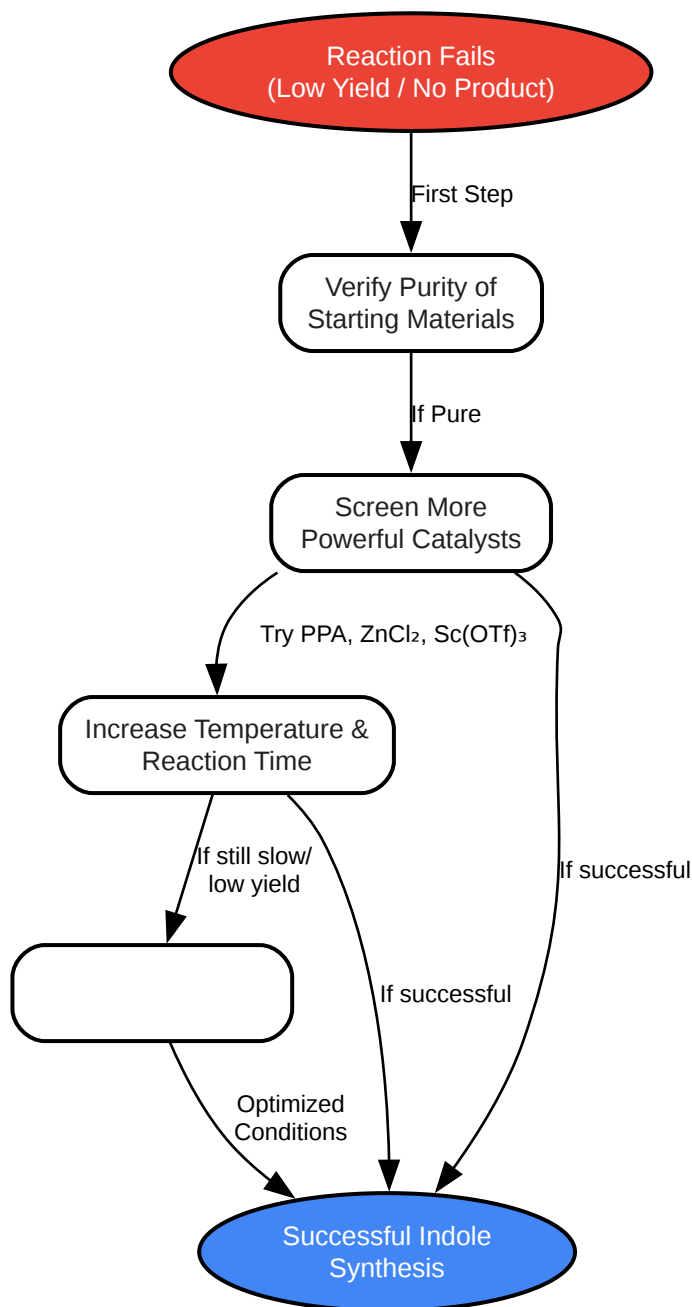 Reaction Fails
(Low Yield / No Product)
First Step
Verify Purity of
Starting Materials
If Pure
Screen More
Powerful Catalysts
Try PPA, ZnCl₂, Sc(OTf)₃
Increase Temperature &
Reaction Time
If still slow/
low yield
If successful
If successful
Optimized
Conditions
Successful Indole
Synthesis